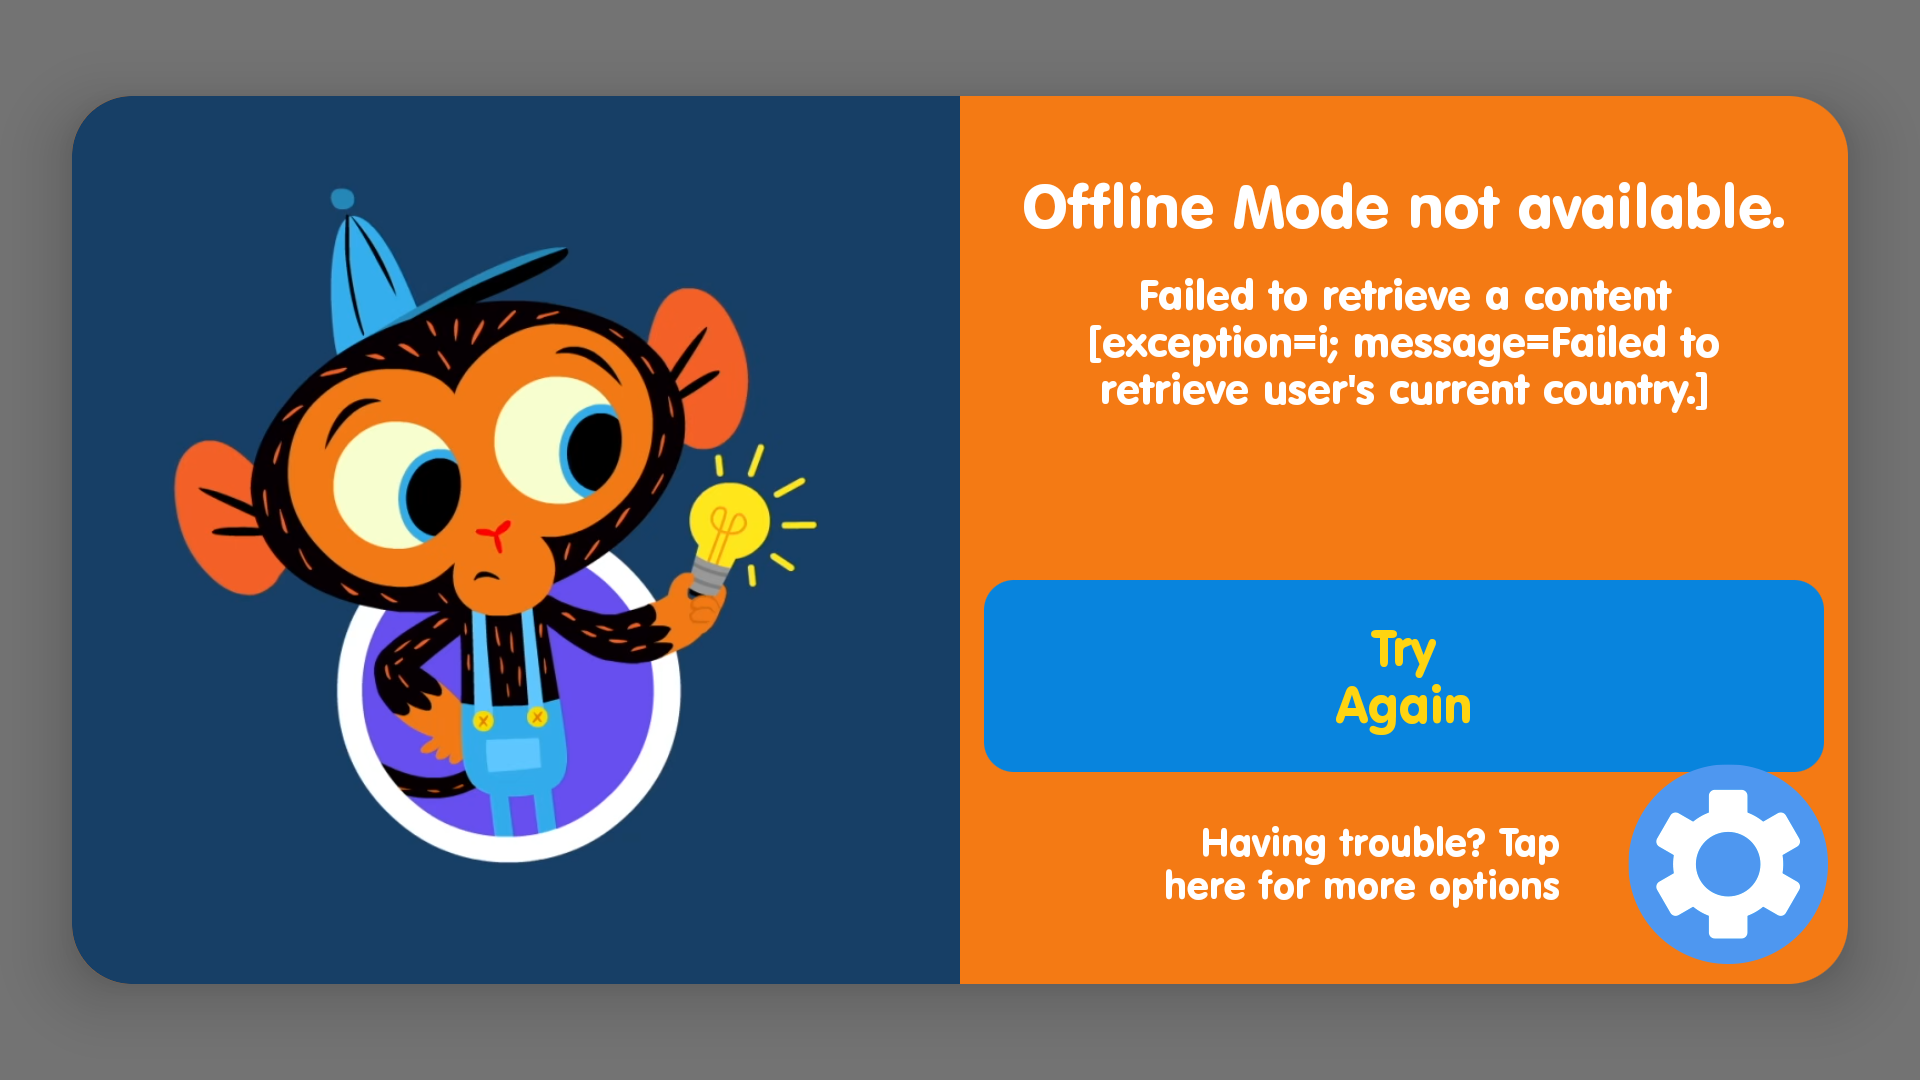 Offline Mode not available.
Failed to retrieve a content
[exception=i; message=Failed to
retrieve user's current country.]
Try
Again
Having trouble? Tap
here for more options